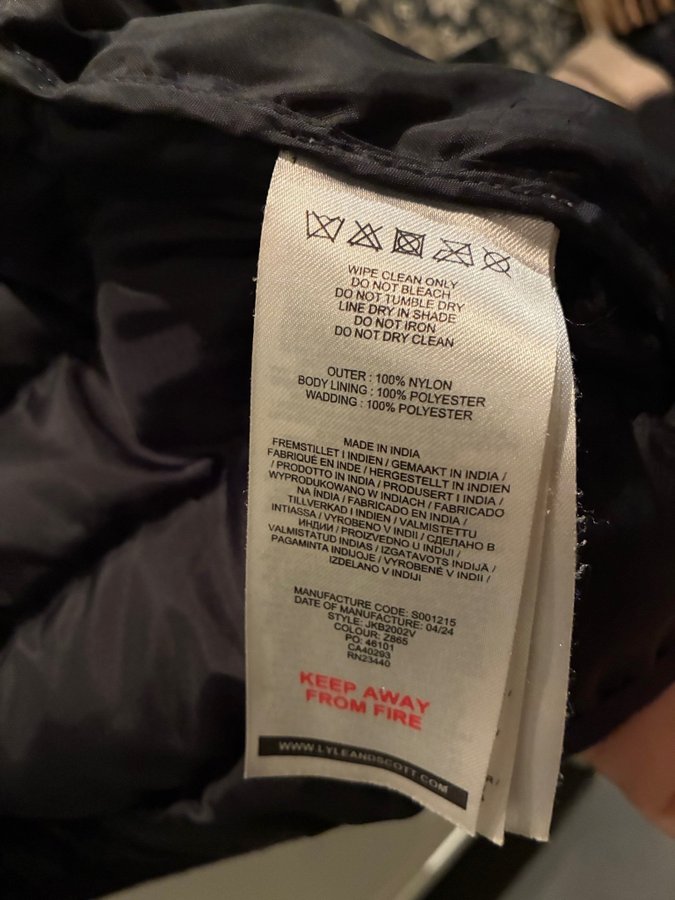 WIPE CLEAN ONLY
DO NOT BLEACH
DO NOT TUMBLE DRY
LINE DRY IN SHADE
DO NOT IRON
DO NOT DRY CLEAN
OUTER : 100% NYLON
BODY LINING : 100% POLYESTER
WADDING : 100% POLYESTER
MADE IN INDIA
FREMSTILLET I INDIEN / GEMAAKT IN INDIA /
FABRIQUÉ EN INDE / HERGESTELLT IN INDIEN
/ PRODOTTO IN INDIA / PRODUSERT I INDIA /
WYPRODUKOWANO W INDIACH / FABRICADO
NA ÍNDIA / FABRICADO EN INDIA /
TILLVERKAD I INDIEN / VALMISTETTU
INTIASSA / VYROBENO V INDII / СДЕЛАНО В
ИНДИИ / PROIZVEDENO U INDIJI /
VALMISTATUD INDIAS / IZGATAVOTS INDIJĀ /
PAGAMINTA INDIJOJE / VYROBENÉ V INDII /
IZDELANO V INDIJI
MANUFACTURE CODE: S001215
DATE OF MANUFACTURE: 04/24
STYLE: JKB2002V
COLOUR: Z865
PO: 46101
CA40293
RN23440
KEEP AWAY
FROM FIRE
WWW.LYLEANDSCOTT.COM